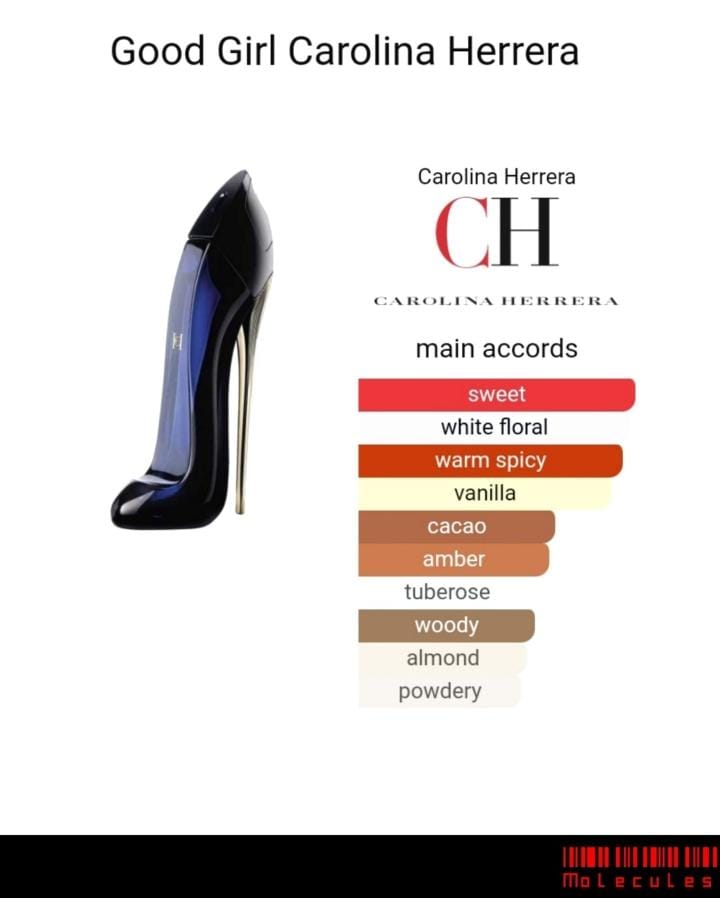 Good Girl Carolina Herrera
Carolina Herrera
CH
CAROLINA HERRERA
main accords
sweet
white floral
warm spicy
vanilla
cacao
amber
tuberose
woody
almond
powdery
Molecules